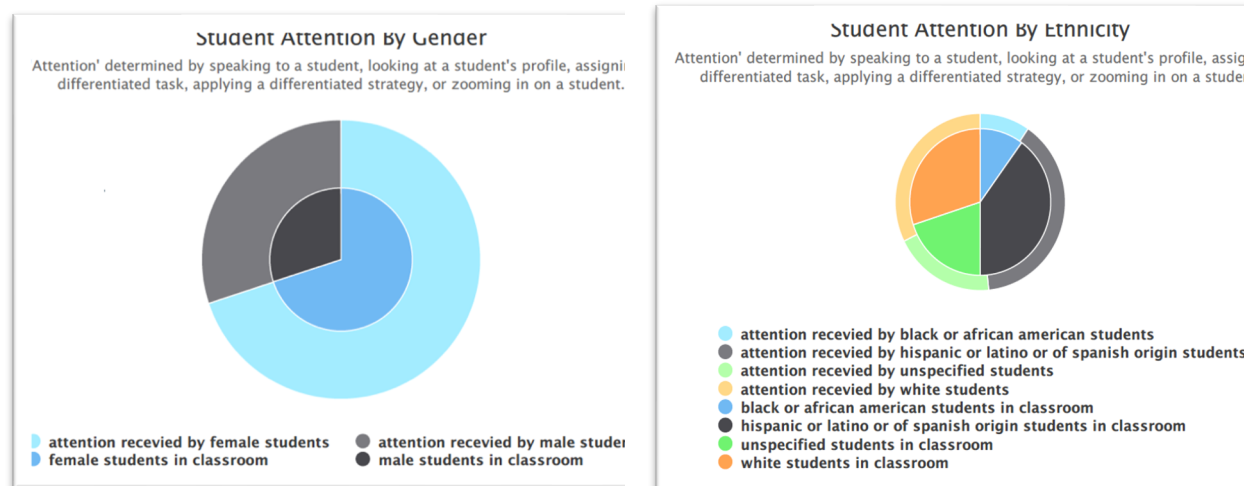 Student Attention By Gender
Attention' determined by speaking to a student, looking at a student's profile,
differentiated task, applying a differentiated strategy, or zooming in on a student.
attention recevied by female students
attention recevied by male
female students in classroom
male students in classroom
Student Attention By Ethnicity
Attention' determined by speaking to a student, looking at a student's profile,
differentiated task, applying a differentiated strategy, or zooming in on a
attention recevied by black or african american students
attention recevied by hispanic or latino or of spanish origin students
attention recevied by unspecified students
attention recevied by white students
black or african american students in classroom
hispanic or latino or of spanish origin students in classroom
unspecified students in classroom
white students in classroom